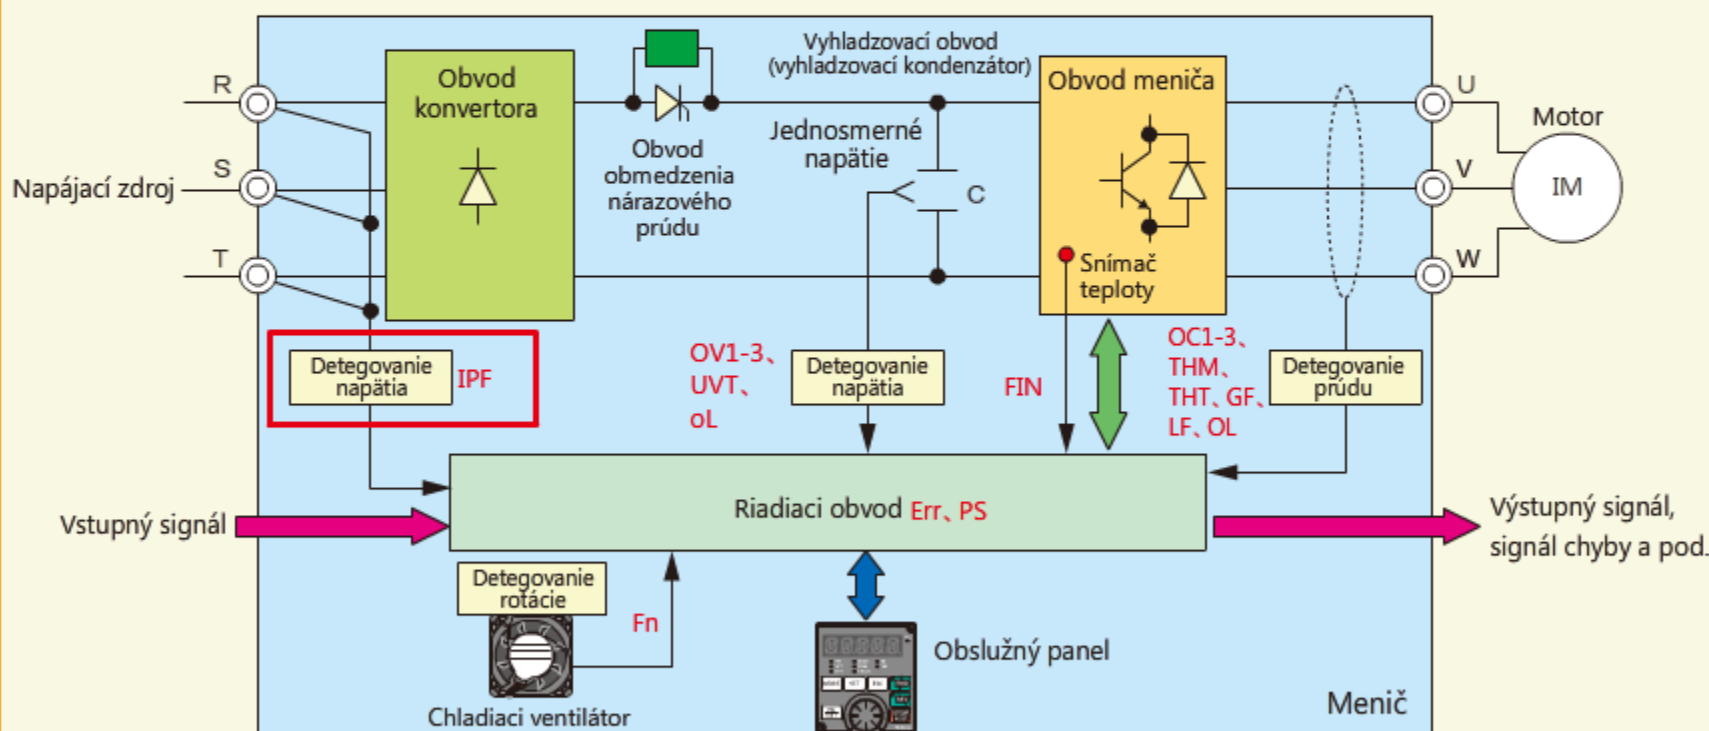 Vyhladzovací obvod
(vyhladzovací kondenzátor)
Obvod
konvertora
Obvod meniča
R
U
Motor
Jednosmerné
napätie
Obvod
obmedzenia
nárazového
prúdu
S
V
Napájací zdroj
C
IM
T
W
Snímač
teploty
Detegovanie
napätia
IPF
OV1-3、
UVT、
oL
Detegovanie
napätia
FIN
OC1-3、
THM、
THT、GF、
LF、OL
Detegovanie
prúdu
Riadiaci obvod Err、PS
Vstupný signál
Výstupný signál,
signál chyby a pod.
Detegovanie
rotácie
Fn
Obslužný panel
Chladiaci ventilátor
Menič